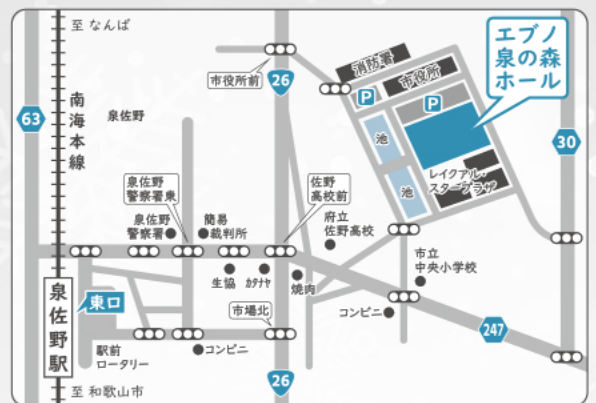 至 なんば
63
南海本線
泉佐野
市役所前
26
消防署
市役所
P
P
エブノ
泉の森
ホール
30
池
池
レイクアルスタープラザ
泉佐野
警察署東
泉佐野
警察署
簡易
裁判所
佐野
高校前
府立
佐野高校
市立
中央小学校
生協
カタヤ
焼肉
コンビニ
市場北
泉佐野駅
東口
駅前
ロータリー
コンビニ
247
26
至 和歌山市